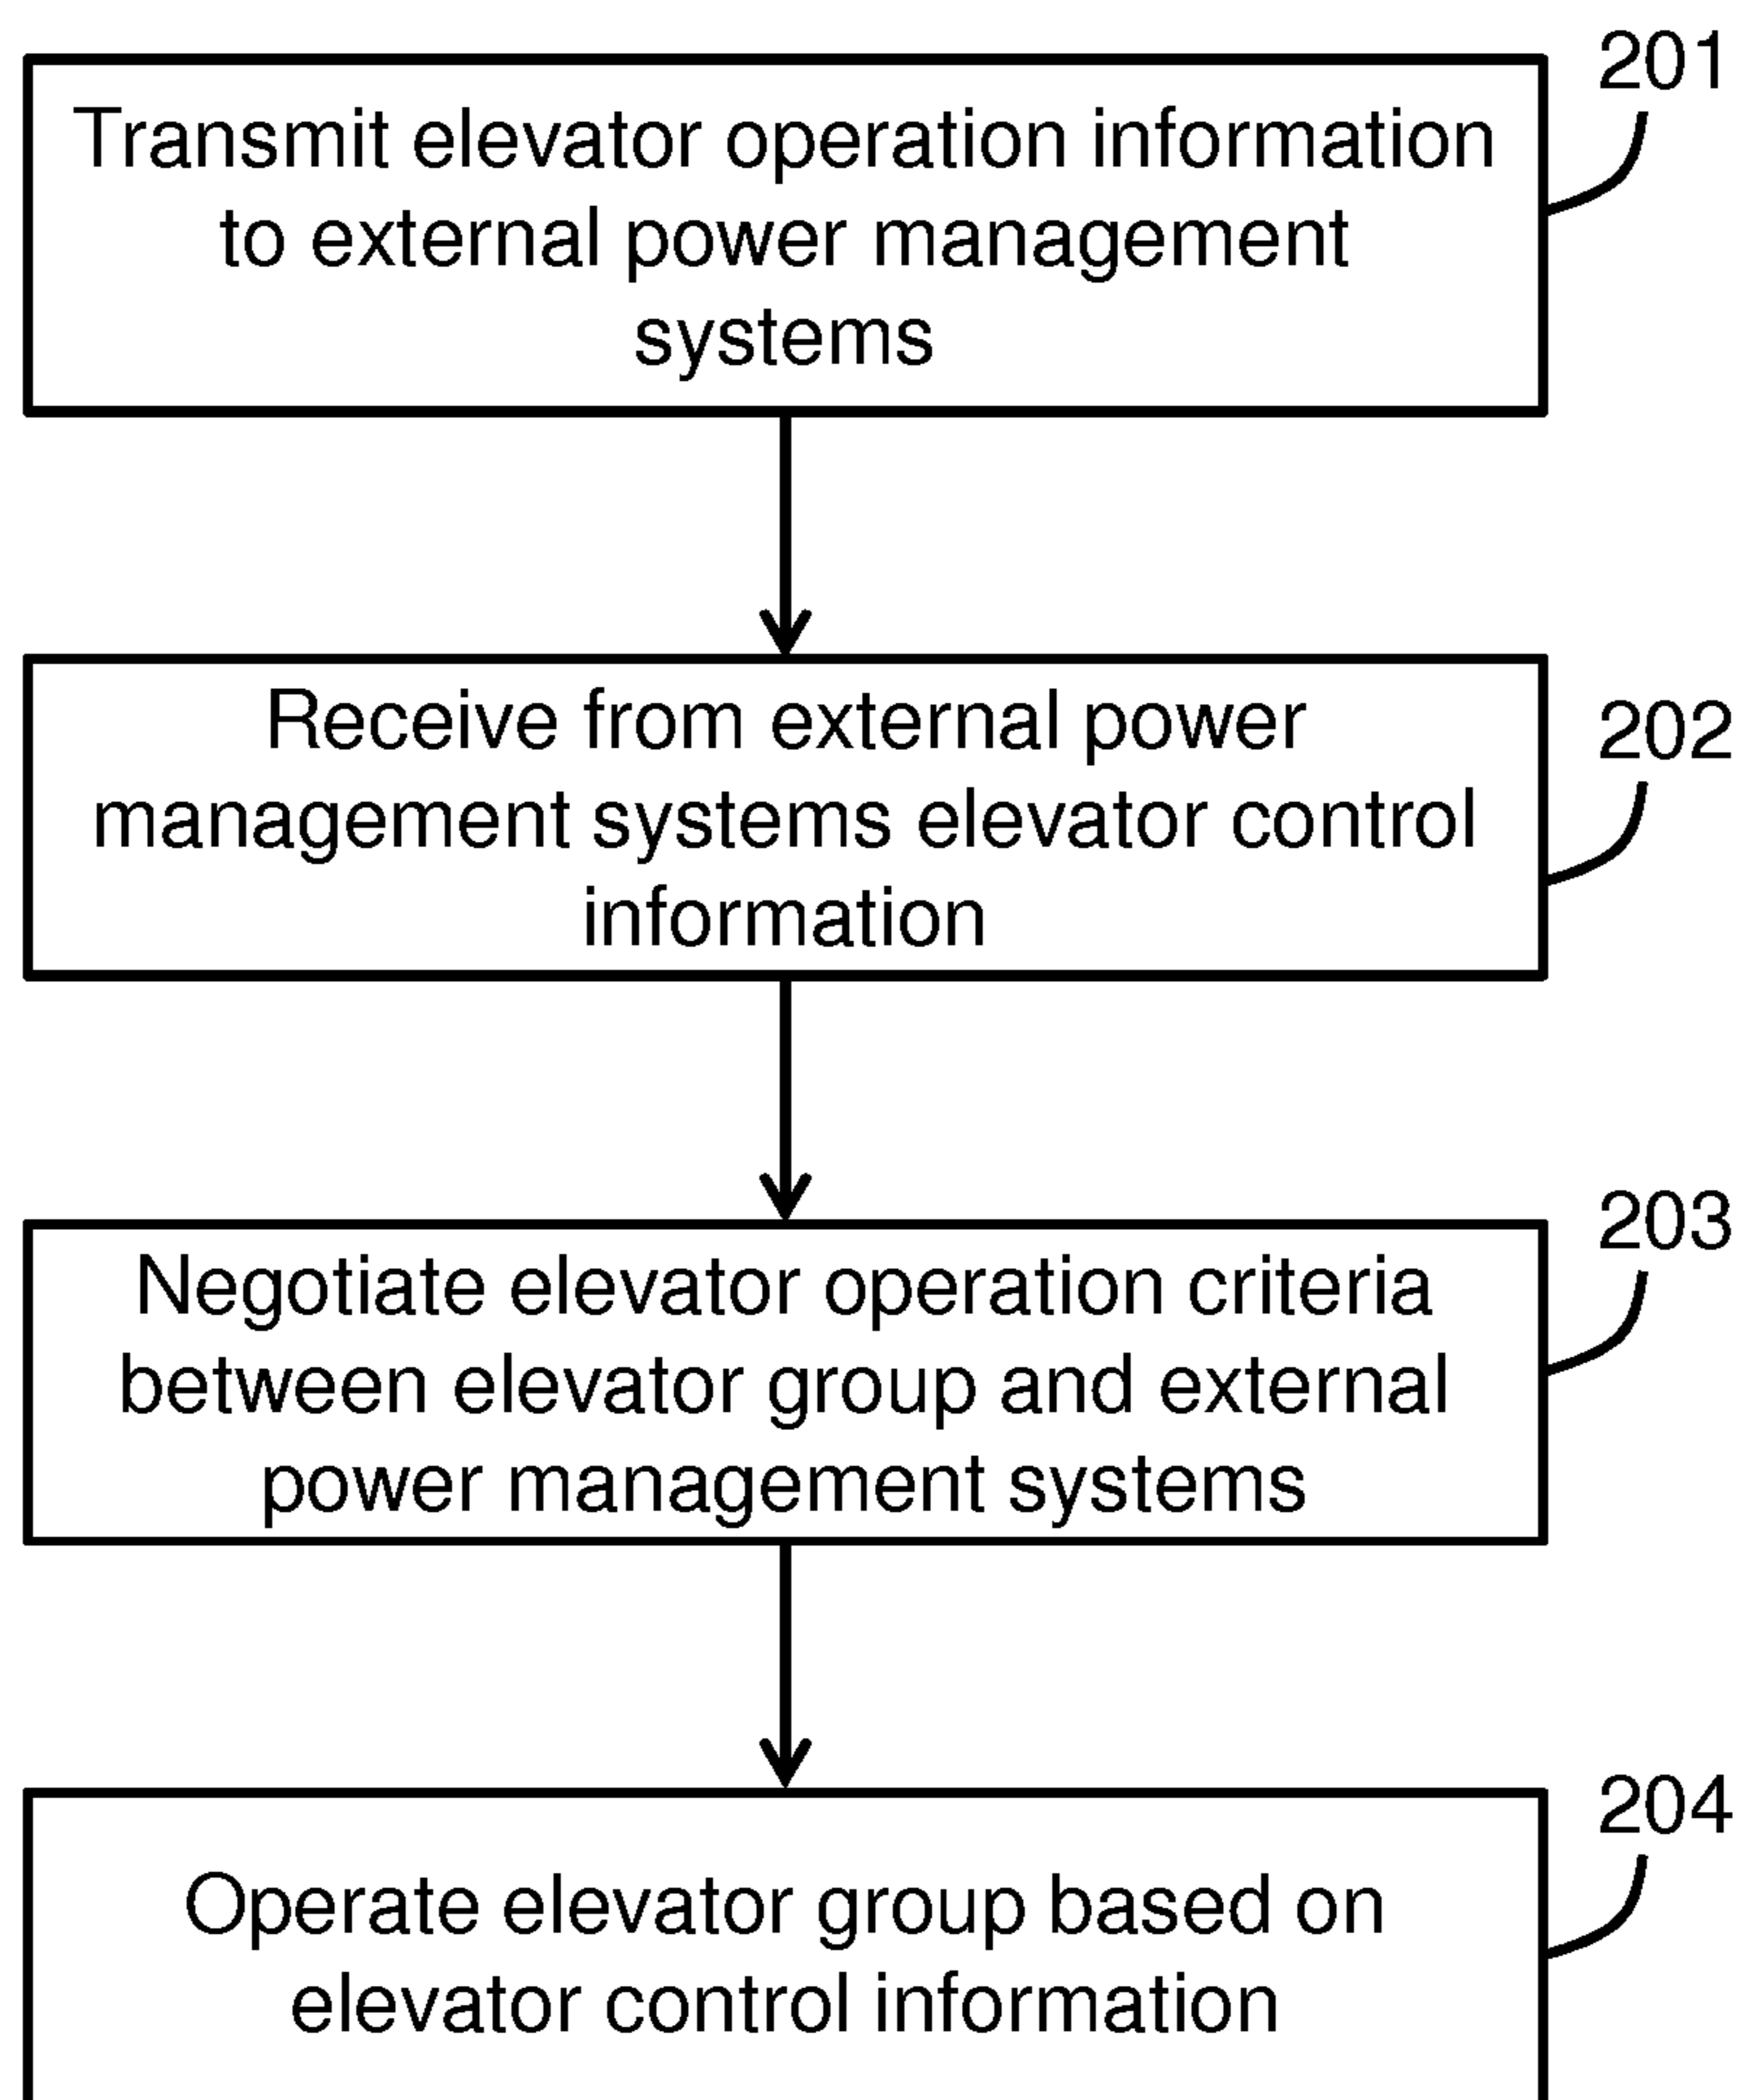 201
Transmit elevator operation information
to external power management
systems
202
Receive from external power
management systems elevator control
information
203
Negotiate elevator operation criteria
between elevator group and external
power management systems
204
Operate elevator group based on
elevator control information